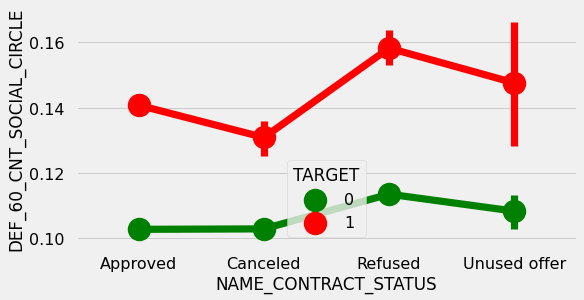 DEF_60_CNT_SOCIAL_CIRCLE
0.16
0.14
0.12
0.10
TARGET
0
1
Approved
Canceled
Refused
Unused offer
NAME_CONTRACT_STATUS